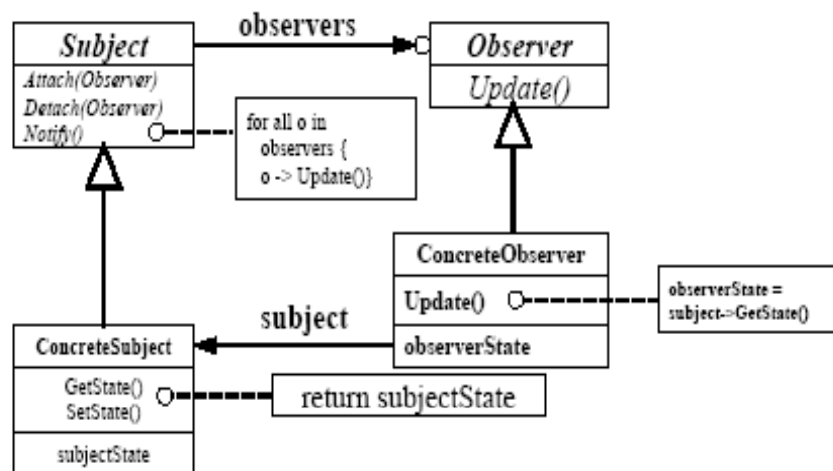 Subject
Attach(Observer)
Detach(Observer)
Notify()
observers
Observer
Update()
for all o in
observers {
o -> Update()}
ConcreteObserver
Update()
observerState
observerState =
subject->GetState()
subject
ConcreteSubject
GetState()
SetState()
subjectState
return subjectState